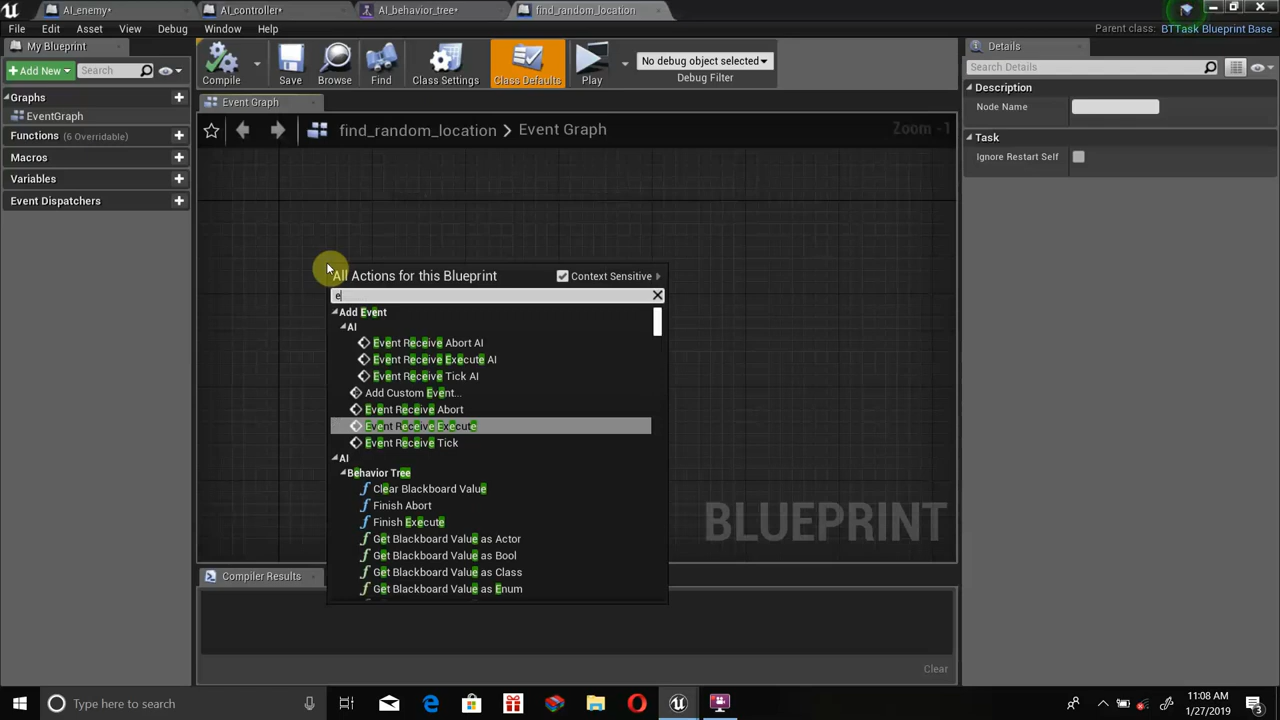 AI_enemy*
AI_controller*
AI_behavior_tree*
find_random_location
File Edit Asset View Debug Window Help
Parent class: BTTask Blueprint Base
My Blueprint
Add New
Search
Compile
Save
Browse
Find
Class Settings
Class Defaults
Play
No debug object selected
Debug Filter
Details
Search Details
Description
Node Name
Task
Ignore Restart Self
Graphs
EventGraph
Functions (6 Overridable)
Macros
Variables
Event Dispatchers
Event Graph
find_random_location > Event Graph
Zoom -1
All Actions for this Blueprint
Context Sensitive
e
Add Event
AI
Event Receive Abort AI
Event Receive Execute AI
Event Receive Tick AI
Add Custom Event...
Event Receive Abort
Event Receive Execute
Event Receive Tick
AI
Behavior Tree
Clear Blackboard Value
Finish Abort
Finish Execute
Get Blackboard Value as Actor
Get Blackboard Value as Bool
Get Blackboard Value as Class
Get Blackboard Value as Enum
BLUEPRINT
Compiler Results
Clear
Type here to search
11:08 AM
1/27/2019
3